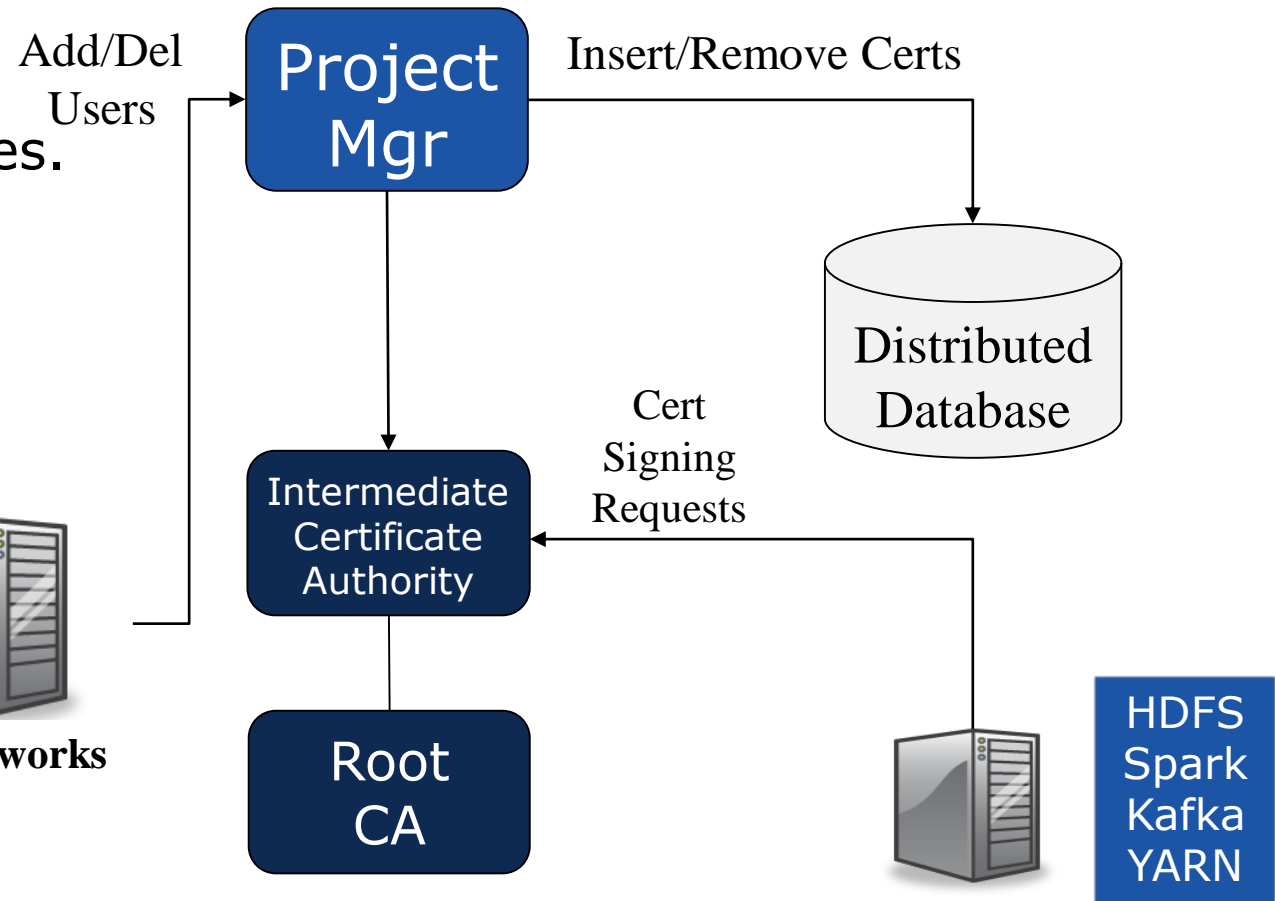 Add/Del
Users
es.
Project
Mgr
Insert/Remove Certs
Distributed
Database
Cert
Signing
Requests
Intermediate
Certificate
Authority
works
Root
CA
HDFS
Spark
Kafka
YARN